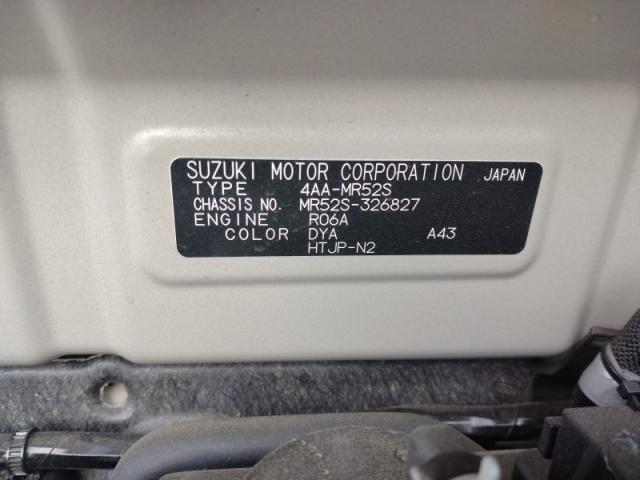 SUZUKI MOTOR CORPORATION JAPAN
TYPE 4AA-MR52S
CHASSIS NO. MR52S-326827
ENGINE R06A
COLOR DYA A43
HTJP-N2